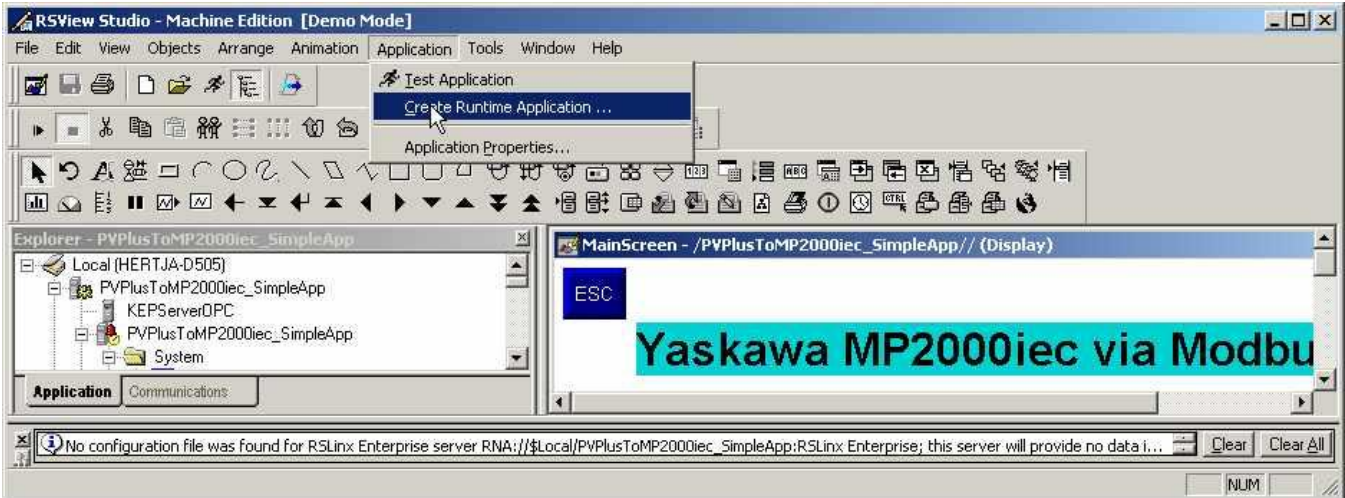 RSView Studio - Machine Edition [Demo Mode]
File Edit View Objects Arrange Animation Application Tools Window Help
Test Application
Create Runtime Application ...
Application Properties...
Explorer - PVPlusToMP2000iec_SimpleApp
Local (HERTJA-D505)
PVPlusToMP2000iec_SimpleApp
KEPServerOPC
PVPlusToMP2000iec_SimpleApp
System
Application Communications
MainScreen - /PVPlusToMP2000iec_SimpleApp// (Display)
ESC
Yaskawa MP2000iec via Modbu
No configuration file was found for RSLinx Enterprise server RNA://$Local/PVPlusToMP2000iec_SimpleApp:RSLinx Enterprise; this server will provide no data i... Clear Clear All
NUM